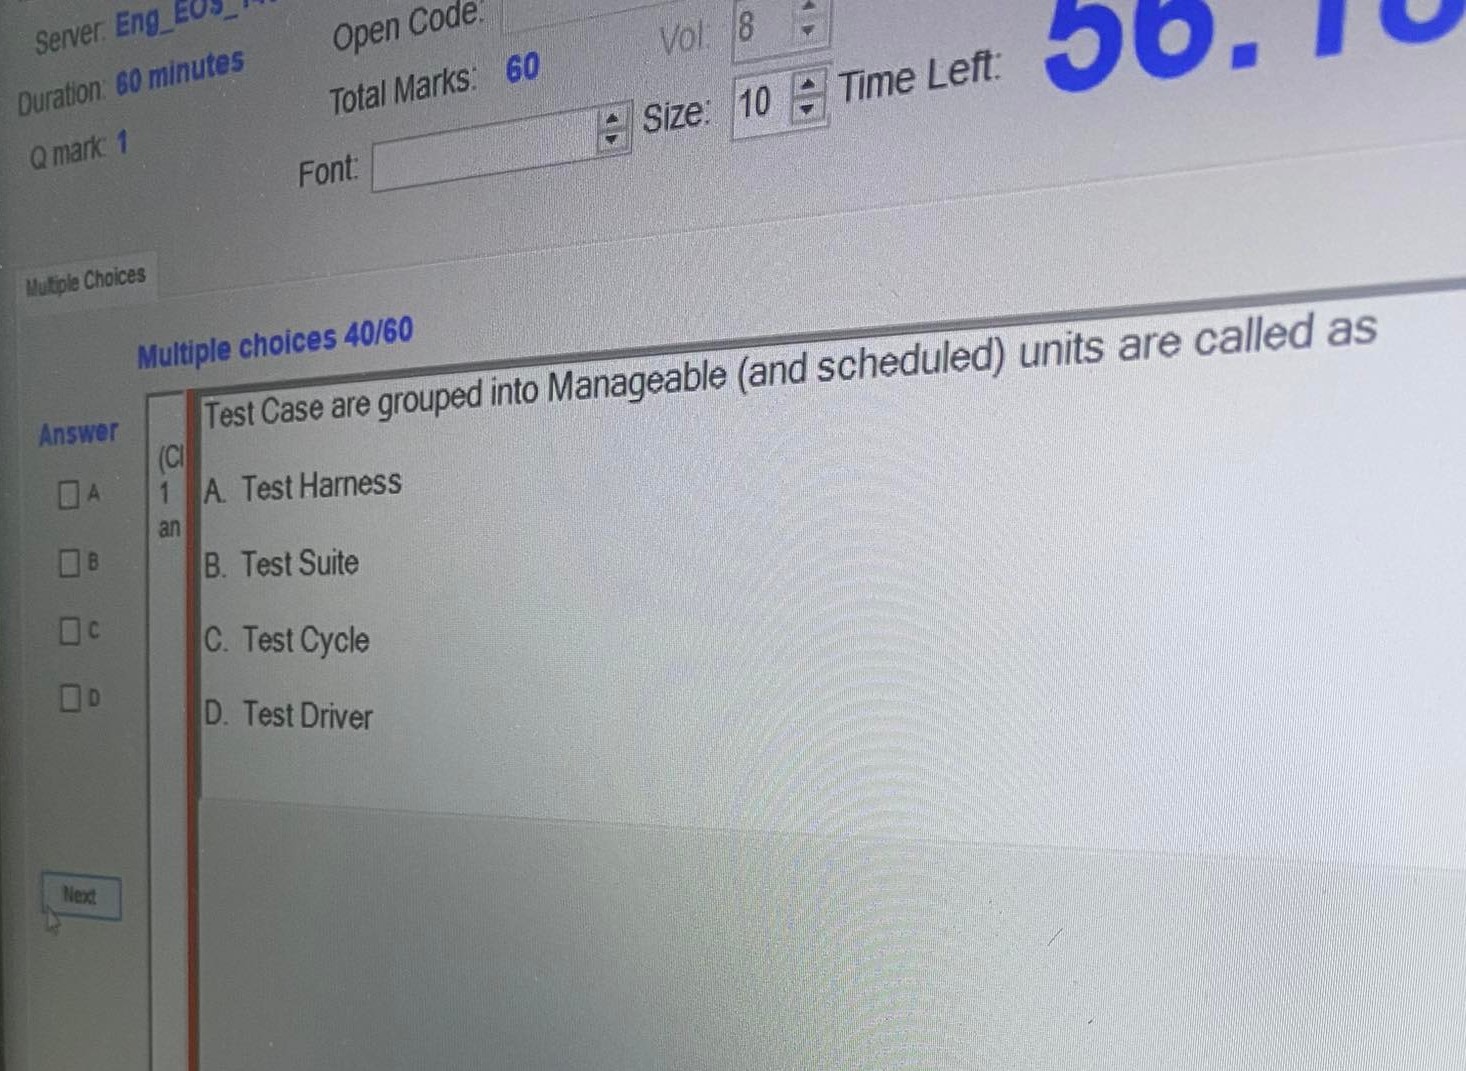 Server: Eng_EOS_
Open Code:
Vol: 8
Duration: 60 minutes
Total Marks: 60
Size: 10
Time Left:
Q mark: 1
Font:
Multiple Choices
Multiple choices 40/60
Answer
Test Case are grouped into Manageable (and scheduled) units are called as
(Cl
1
an
A
A. Test Harness
B
B. Test Suite
C
C. Test Cycle
D
D. Test Driver
Next